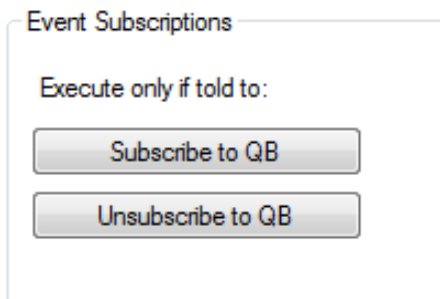 Event Subscriptions
Execute only if told to:
Subscribe to QB
Unsubscribe to QB